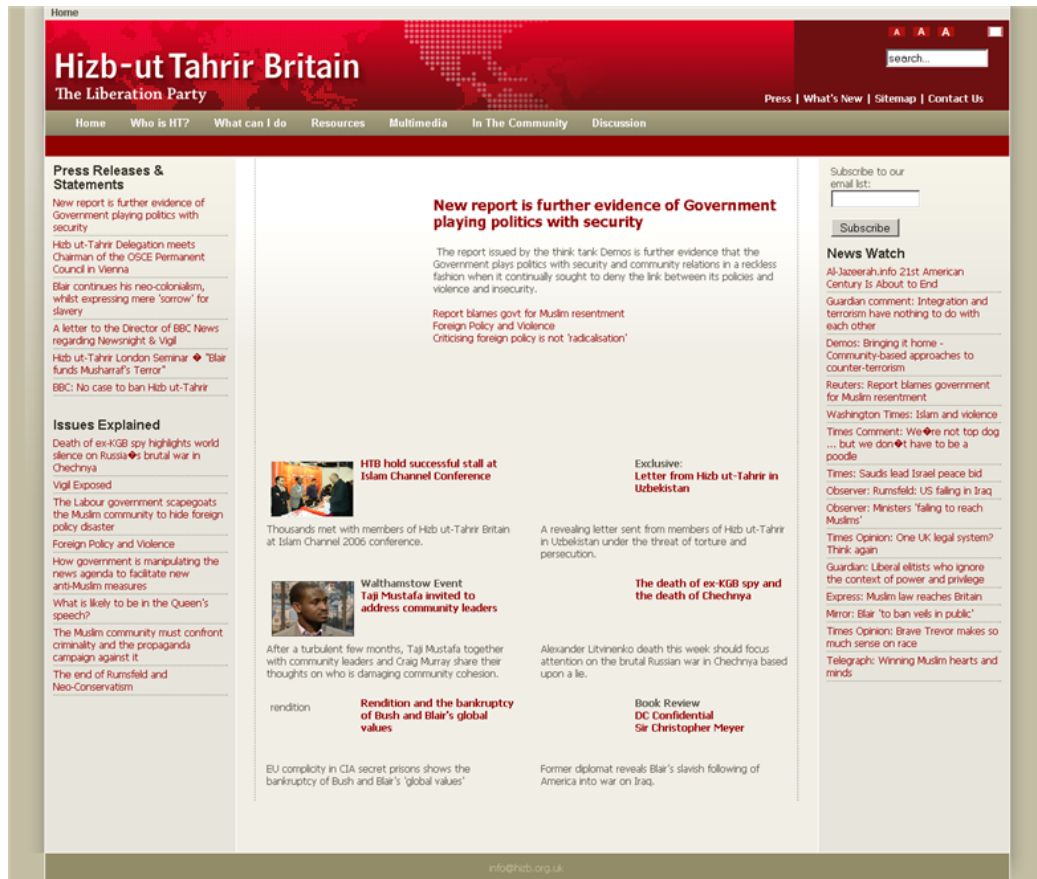 Home
A A A
Hizb-ut Tahrir Britain
The Liberation Party
search...
Press | What's New | Sitemap | Contact Us
Home Who is HT? What can I do Resources Multimedia In The Community Discussion
Press Releases &
Statements
New report is further evidence of
Government playing politics with
security
Hizb ut-Tahrir Delegation meets
Chairman of the OSCE Permanent
Council in Vienna
Blair continues his neo-colonialism,
whilst expressing mere 'sorrow' for
slavery
A letter to the Director of BBC News
regarding Newsnight & Vigil
Hizb ut-Tahrir London Seminar � "Blair
funds Musharraf's Terror"
BBC: No case to ban Hizb ut-Tahrir
Issues Explained
Death of ex-KGB spy highlights world
silence on Russia�s brutal war in
Chechnya
Vigil Exposed
The Labour government scapegoats
the Muslim community to hide foreign
policy disaster
Foreign Policy and Violence
How government is manipulating the
news agenda to facilitate new
anti-Muslim measures
What is likely to be in the Queen's
speech?
The Muslim community must confront
criminality and the propaganda
campaign against it
The end of Rumsfeld and
Neo-Conservatism
New report is further evidence of Government
playing politics with security
The report issued by the think tank Demos is further evidence that the
Government plays politics with security and community relations in a reckless
fashion when it continually sought to deny the link between its policies and
violence and insecurity.
Report blames govt for Muslim resentment
Foreign Policy and Violence
Criticising foreign policy is not 'radicalisation'
HTB hold successful stall at
Islam Channel Conference
Thousands met with members of Hizb ut-Tahrir Britain
at Islam Channel 2006 conference.
Exclusive:
Letter from Hizb ut-Tahrir in
Uzbekistan
A revealing letter sent from members of Hizb ut-Tahrir
in Uzbekistan under the threat of torture and
persecution.
Walthamstow Event
Taji Mustafa invited to
address community leaders
After a turbulent few months, Taji Mustafa together
with community leaders and Craig Murray share their
thoughts on who is damaging community cohesion.
The death of ex-KGB spy and
the death of Chechnya
Alexander Litvinenko death this week should focus
attention on the brutal Russian war in Chechnya based
upon a lie.
rendition
Rendition and the bankruptcy
of Bush and Blair's global
values
EU complicity in CIA secret prisons shows the
bankruptcy of Bush and Blair's 'global values'
Book Review
DC Confidential
Sir Christopher Meyer
Former diplomat reveals Blair's slavish following of
America into war on Iraq.
Subscribe to our
email list:
Subscribe
News Watch
Al-Jazeerah.info 21st American
Century Is About to End
Guardian comment: Integration and
terrorism have nothing to do with
each other
Demos: Bringing it home -
Community-based approaches to
counter-terrorism
Reuters: Report blames government
for Muslim resentment
Washington Times: Islam and violence
Times Comment: We�re not top dog
... but we don�t have to be a
poodle
Times: Saudis lead Israel peace bid
Observer: Rumsfeld: US failing in Iraq
Observer: Ministers 'failing to reach
Muslims'
Times Opinion: One UK legal system?
Think again
Guardian: Liberal elitists who ignore
the context of power and privilege
Express: Muslim law reaches Britain
Mirror: Blair 'to ban veils in public'
Times Opinion: Brave Trevor makes so
much sense on race
Telegraph: Winning Muslim hearts and
minds
info@hizb.org.uk